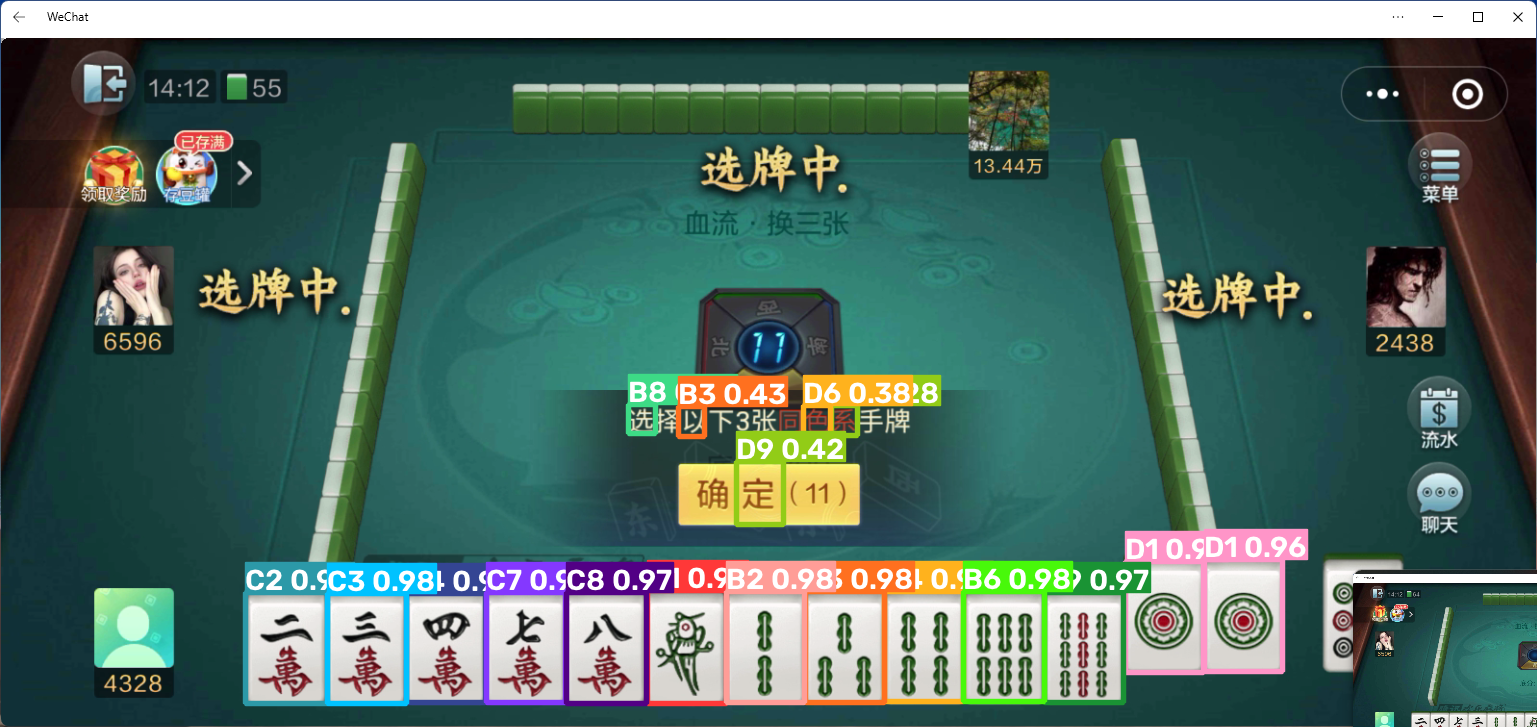 WeChat
14:12
55
已存满
领取奖励
存豆罐
13.44万
菜单
选牌中.
血流·换三张
6596
选牌中.
选牌中.
2438
北
11
B8
B3 0.43
D6 0.38
28
选择以下3张同色系手牌
D9 0.42
确定(11)
流水
聊天
D1 0.9
D1 0.96
C2 0.9
C3 0.98
0.9
C7 0.9
C8 0.97
0.9
B2 0.98
0.98
0.9
B6 0.98
0.97
二萬
三萬
四萬
七萬
八萬
4328
14:12
64
6596